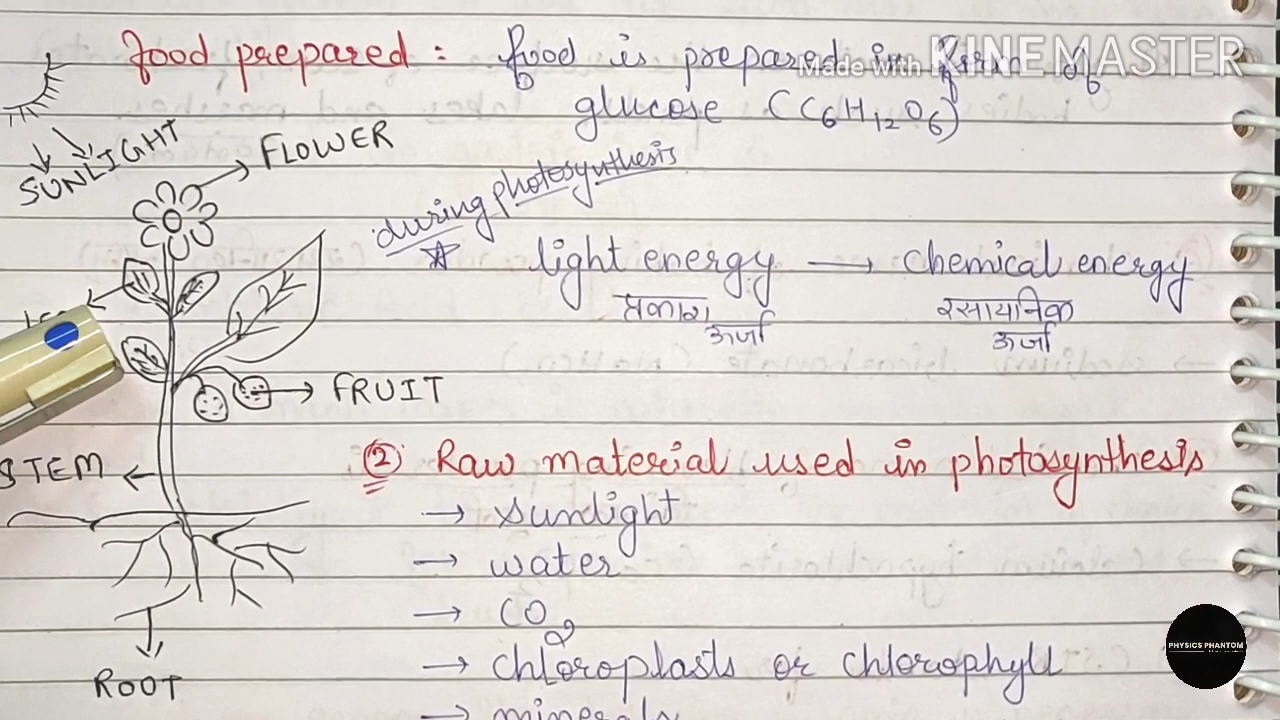 Food prepared : food is prepared in form of
glucose (C6H12O6)
Made with KINEMASTER
SUNLIGHT
FLOWER
during photosynthesis
light energy → chemical energy
प्रकाश ऊर्जा
रसायनिक ऊर्जा
FRUIT
STEM
② Raw material used in photosynthesis
→ sunlight
→ water
→ CO2
→ chloroplasts or chlorophyll
→ minerals
ROOT
PHYSICS PHANTOM